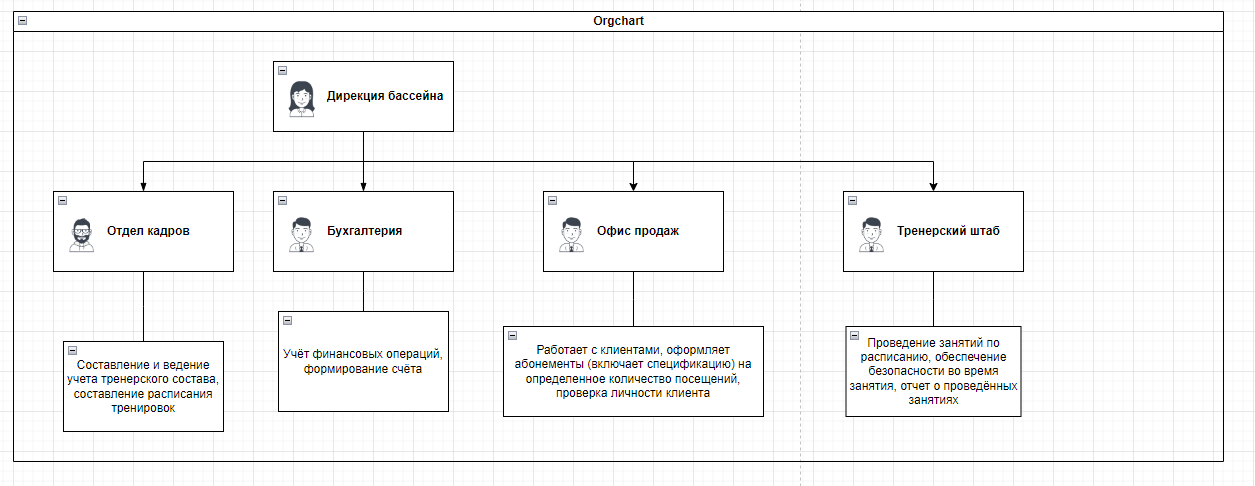 Orgchart
Дирекция бассейна
Отдел кадров
Бухгалтерия
Офис продаж
Тренерский штаб
Составление и ведение
учета тренерского состава,
составление расписания
тренировок
Учёт финансовых операций,
формирование счёта
Работает с клиентами, оформляет
абонементы (включает спецификацию) на
определенное количество посещений,
проверка личности клиента
Проведение занятий по
расписанию, обеспечение
безопасности во время
занятия, отчет о проведённых
занятиях